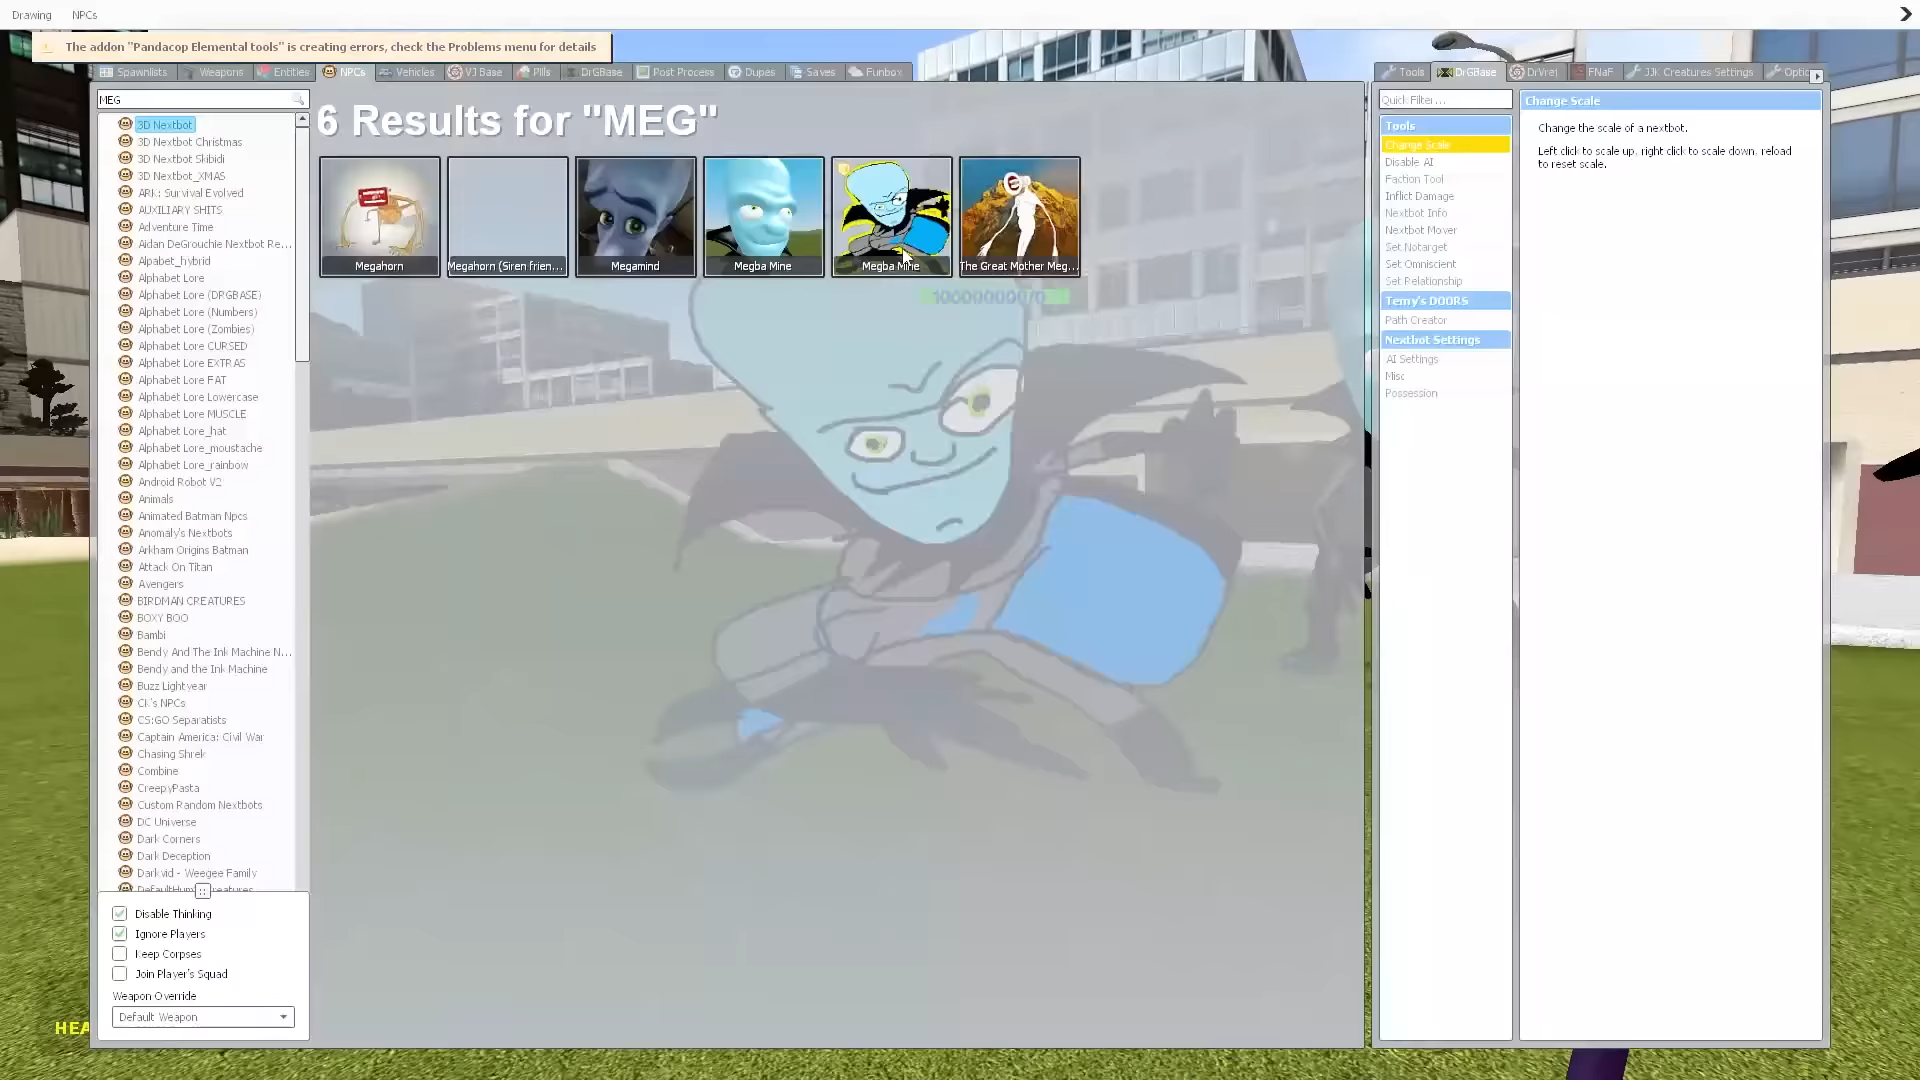 Drawing NPCs
The addon "Pandacop Elemental tools" is creating errors, check the Problems menu for details
Spawnlists Weapons Entities NPCs Vehicles VJ Base Pills DrGBase Post Process Dupes Saves Funbox
Tools DrGBase DrVrej FNaF JJK Creatures Settings Optio
MEG
6 Results for "MEG"
3D Nextbot
3D Nextbot Christmas
3D Nextbot Skibidi
3D Nextbot_XMAS
ARK: Survival Evolved
AUXILIARY SHITS
Adventure Time
Aidan DeGrouchie Nextbot Re...
Alpabet_hybrid
Alphabet Lore
Alphabet Lore (DRGBASE)
Alphabet Lore (Numbers)
Alphabet Lore (Zombies)
Alphabet Lore CURSED
Alphabet Lore EXTRAS
Alphabet Lore FAT
Alphabet Lore Lowercase
Alphabet Lore MUSCLE
Alphabet Lore_hat
Alphabet Lore_moustache
Alphabet Lore_rainbow
Android Robot V2
Animals
Animated Batman Npcs
Anomaly's Nextbots
Arkham Origins Batman
Attack On Titan
Avengers
BIRDMAN CREATURES
BOXY BOO
Bambi
Bendy And The Ink Machine N...
Bendy and the Ink Machine
Buzz Lightyear
CK's NPCs
CS:GO Separatists
Captain America: Civil War
Chasing Shrek
Combine
CreepyPasta
Custom Random Nextbots
DC Universe
Dark Corners
Dark Deception
Darkvid - Weegee Family
Disable Thinking
Ignore Players
Keep Corpses
Join Player's Squad
Weapon Override
Default Weapon
HEA
Megahorn
Megahorn (Siren frien...
Megamind
Megba Mine
Megba Mine
The Great Mother Meg...
100000000/0
Quick Filter...
Tools
Change Scale
Disable AI
Faction Tool
Inflict Damage
Nextbot Info
Nextbot Mover
Set Notarget
Set Omniscient
Set Relationship
Temy's DOORS
Path Creator
Nextbot Settings
AI Settings
Misc
Possession
Change Scale
Change the scale of a nextbot.
Left click to scale up, right click to scale down, reload
to reset scale.